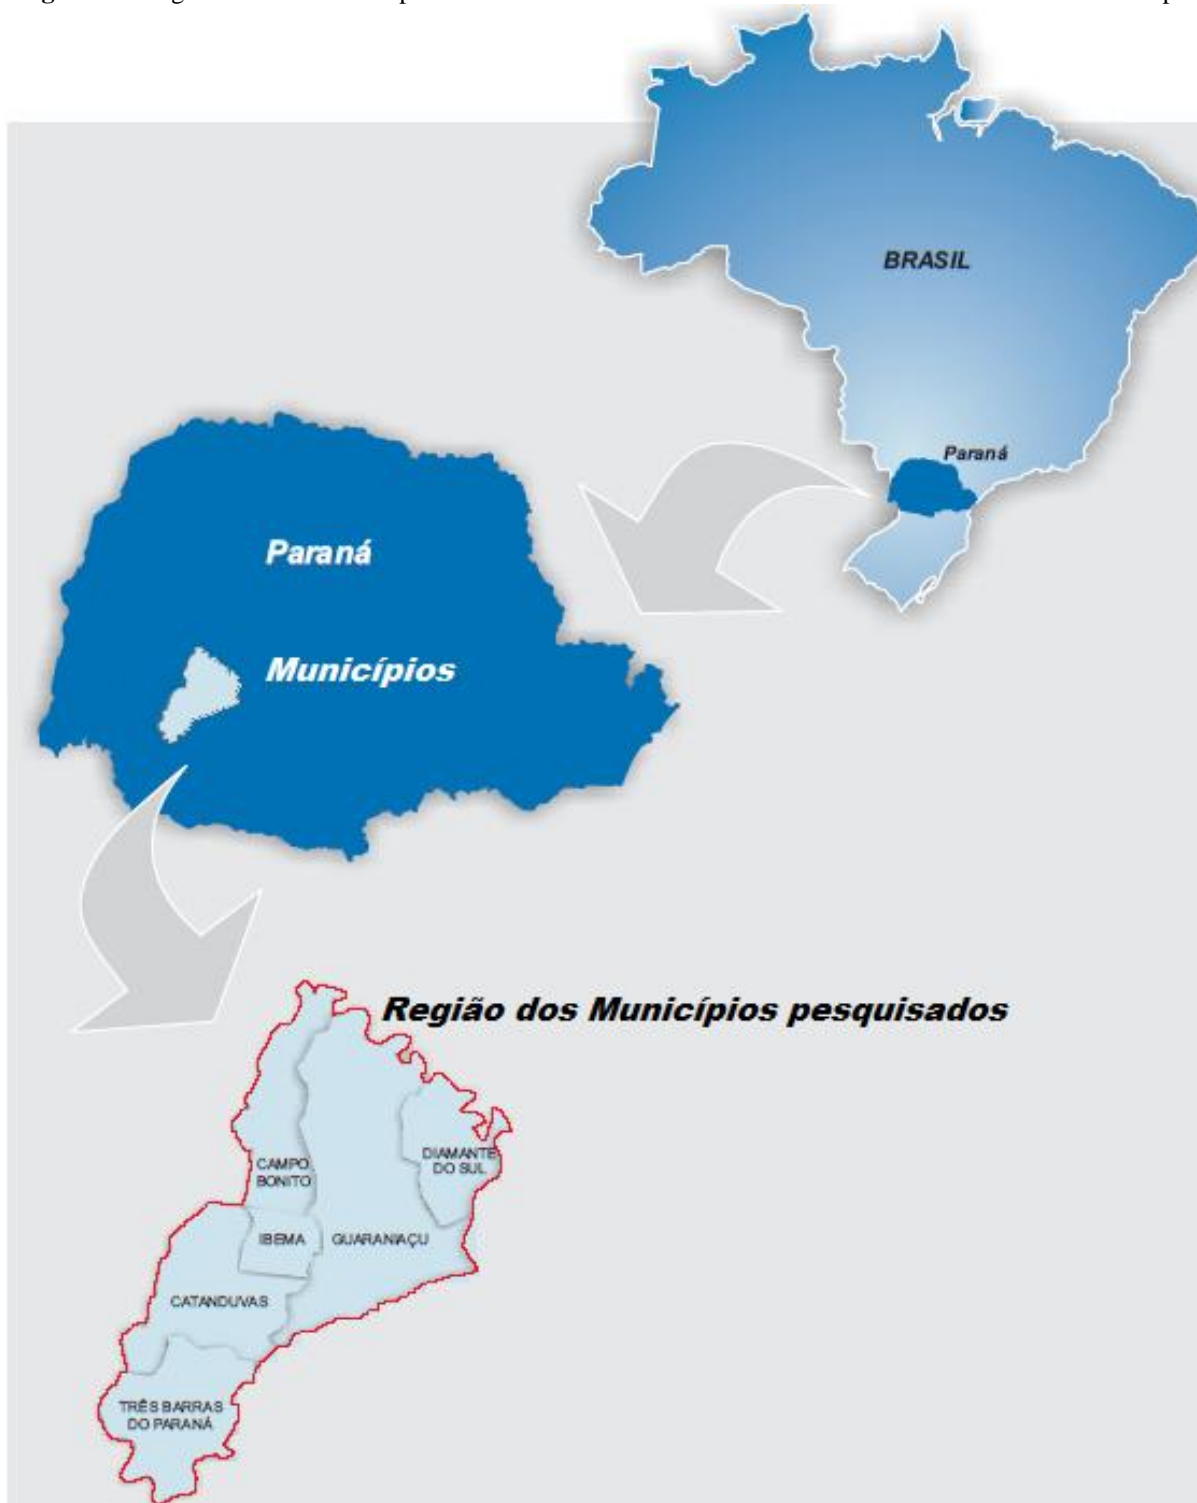 BRASIL
Paraná
Paraná
Municípios
Região dos Municípios pesquisados
CAMPO
BONITO
DIAMANTE
DO SUL
IBEMA
GUARANIAÇU
CATANDUVAS
TRÊS BARRAS
DO PARANÁ